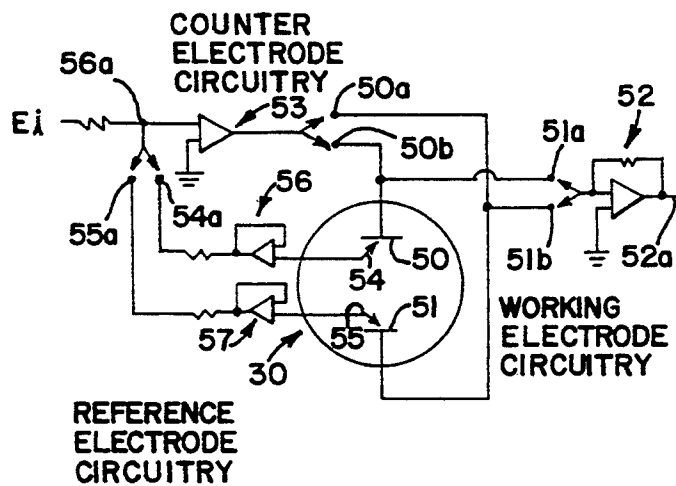 COUNTER
ELECTRODE
CIRCUITRY
56a
53
50a
52
Ei
50b
51a
55a
54a
56
54
50
51b
52a
57
55
51
30
WORKING
ELECTRODE
CIRCUITRY
REFERENCE
ELECTRODE
CIRCUITRY